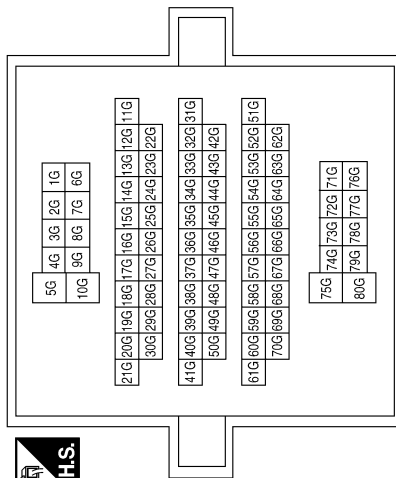 H.S.
5G 4G 3G 2G 1G
10G 9G 8G 7G 6G
21G 20G 19G 18G 17G 16G 15G 14G 13G 12G 11G
30G 29G 28G 27G 26G 25G 24G 23G 22G
41G 40G 39G 38G 37G 36G 35G 34G 33G 32G 31G
50G 49G 48G 47G 46G 45G 44G 43G 42G
61G 60G 59G 58G 57G 56G 55G 54G 53G 52G 51G
70G 69G 68G 67G 66G 65G 64G 63G 62G
75G 74G 73G 72G 71G
80G 79G 78G 77G 76G